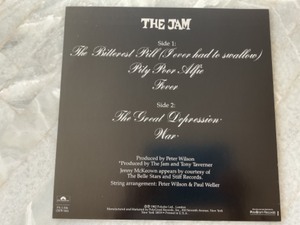 THE JAM
Side 1:
The Bitterest Pill (I ever had to swallow)
Pity Poor Alfie
Fever
Side 2:
The Great Depression
War
Produced by Peter Wilson
*Produced by The Jam and Tony Taverner
Jenny McKeown appears by courtesy of
The Belle Stars and Stiff Records.
String arrangement: Peter Wilson & Paul Weller